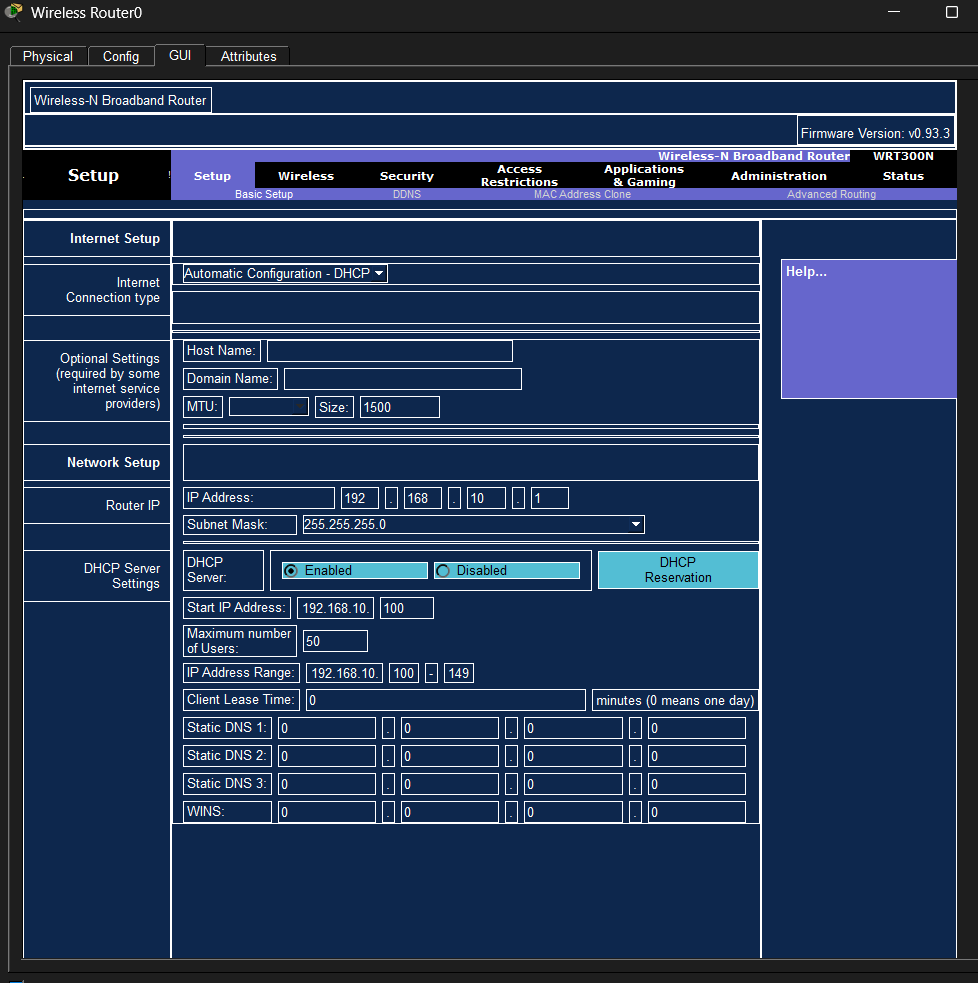 Wireless Router0
Physical Config GUI Attributes
Wireless-N Broadband Router
Firmware Version: v0.93.3
Wireless-N Broadband Router WRT300N
Setup
Setup Wireless Security Access Restrictions Applications & Gaming Administration Status
Basic Setup DDNS MAC Address Clone Advanced Routing
Internet Setup
Internet
Connection type
Automatic Configuration - DHCP
Help...
Optional Settings
(required by some
internet service
providers)
Host Name:
Domain Name:
MTU: Size: 1500
Network Setup
Router IP
IP Address: 192 . 168 . 10 . 1
Subnet Mask: 255.255.255.0
DHCP Server
Settings
DHCP
Server:
Enabled Disabled
DHCP
Reservation
Start IP Address: 192.168.10. 100
Maximum number
of Users: 50
IP Address Range: 192.168.10. 100 - 149
Client Lease Time: 0 minutes (0 means one day)
Static DNS 1: 0 . 0 . 0 . 0
Static DNS 2: 0 . 0 . 0 . 0
Static DNS 3: 0 . 0 . 0 . 0
WINS: 0 . 0 . 0 . 0